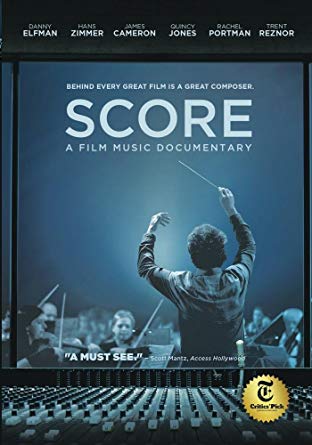 DANNY ELFMAN HANS ZIMMER JAMES CAMERON QUINCY JONES RACHEL PORTMAN TRENT REZNOR
BEHIND EVERY GREAT FILM IS A GREAT COMPOSER.
SCORE
A FILM MUSIC DOCUMENTARY
"A MUST SEE." – Scott Mantz, Access Hollywood
T
Critics' Pick